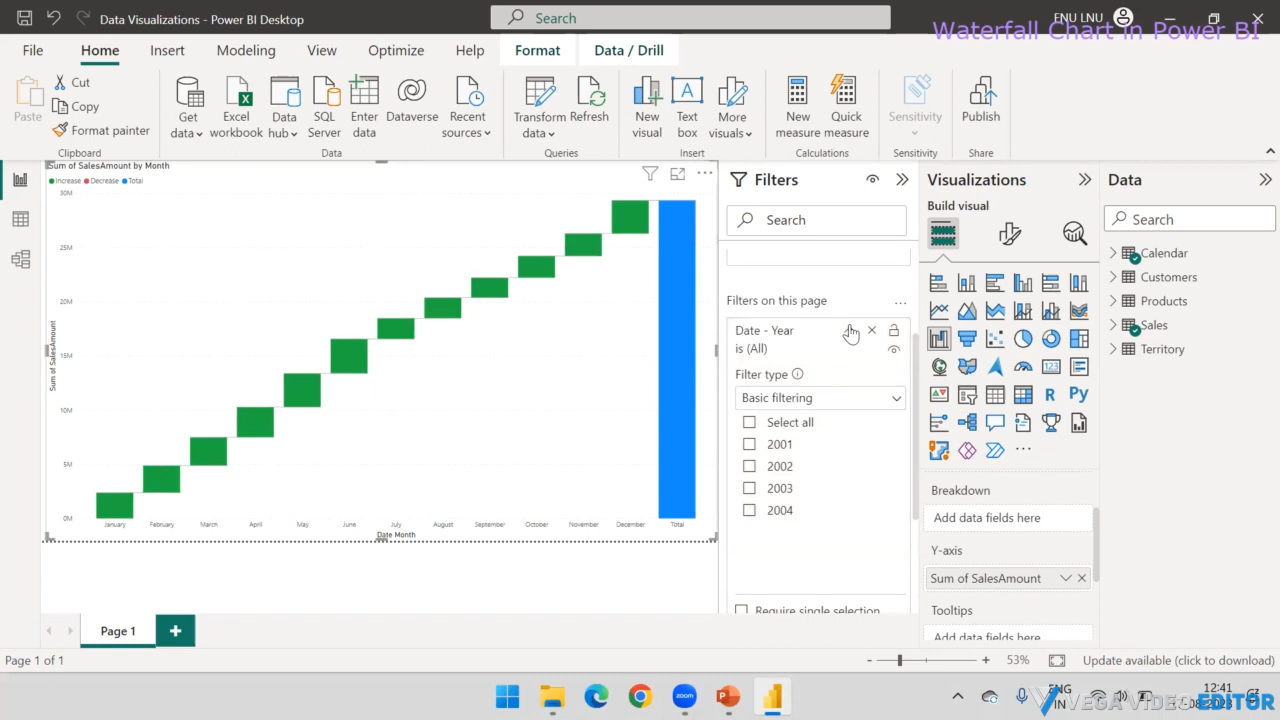 Data Visualizations - Power BI Desktop
Search
FNU LNU
Waterfall Chart in Power BI
File
Home
Insert
Modeling
View
Optimize
Help
Format
Data / Drill
Paste
Cut
Copy
Format painter
Clipboard
Get data
Excel workbook
Data hub
SQL Server
Enter data
Dataverse
Recent sources
Data
Transform data
Refresh
Queries
New visual
Text box
More visuals
Insert
New measure
Quick measure
Calculations
Sensitivity
Sensitivity
Publish
Share
Sum of SalesAmount by Month
Increase Decrease Total
30M
25M
20M
15M
10M
5M
0M
Sum of SalesAmount
January February March April May June July August September October November December Total
Date Month
Filters
Search
Filters on this page
Date - Year
is (All)
Filter type
Basic filtering
Select all
2001
2002
2003
2004
Require single selection
Visualizations
Build visual
123
R
Py
Breakdown
Add data fields here
Y-axis
Sum of SalesAmount
Tooltips
Add data fields here
Data
Search
Calendar
Customers
Products
Sales
Territory
Page 1
Page 1 of 1
53%
Update available (click to download)
zoom
ENG
IN
12:41
VEGA VIDEO EDITOR